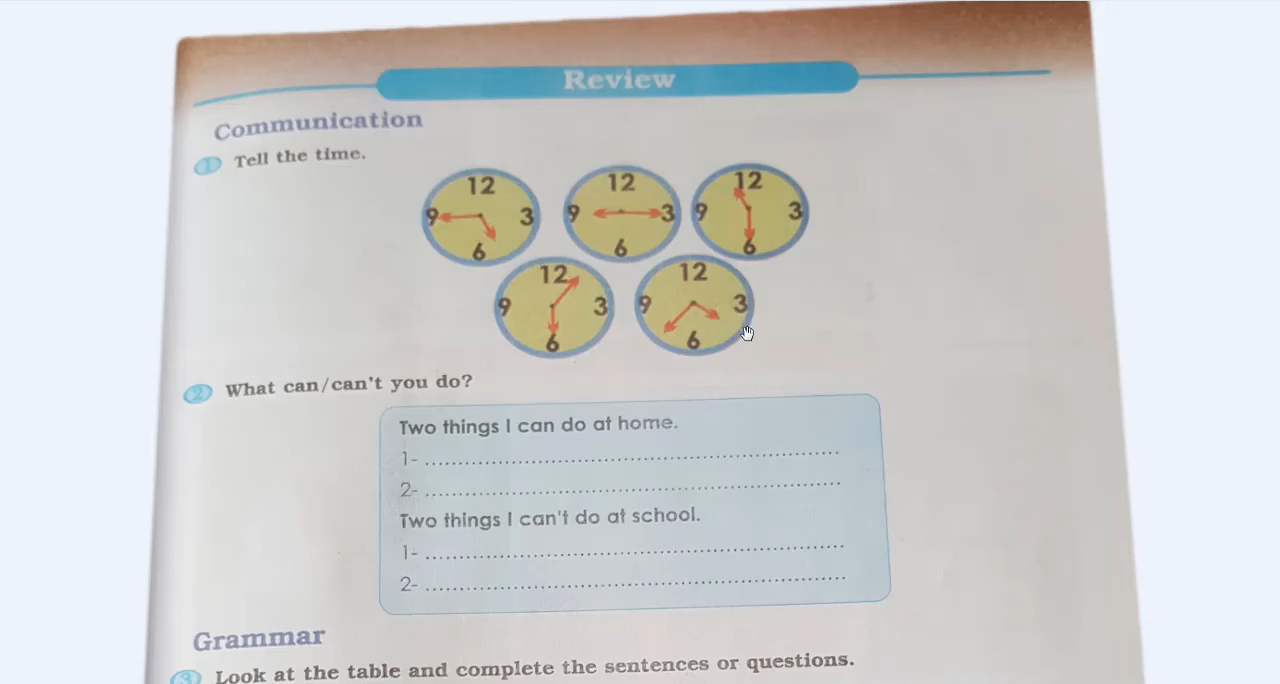 Review
Communication
1 Tell the time.
12 12 12
9 3 9 3 9 3
6 6 6
12 12
9 3 9 3
6 6
2 What can/can't you do?
Two things I can do at home.
1- ........................................................................
2- ........................................................................
Two things I can't do at school.
1- ........................................................................
2- ........................................................................
Grammar
3 Look at the table and complete the sentences or questions.